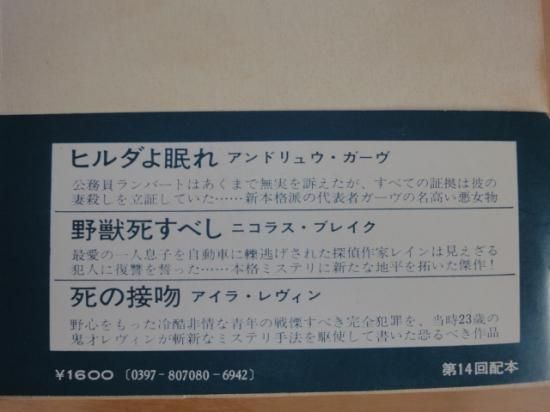 ヒルダよ眠れ アンドリュウ・ガーヴ
公務員ランバートはあくまで無実を訴えたが、すべての証拠は彼の
妻殺しを立証していた……新本格派の代表者ガーヴの名高い悪女物
野獣死すべし ニコラス・ブレイク
最愛の一人息子を自動車に轢逃げされた探偵作家レインは見えざる
犯人に復讐を誓った……本格ミステリに新たな地平を拓いた傑作!
死の接吻 アイラ・レヴィン
野心をもった冷酷非情な青年の戦慄すべき完全犯罪を、当時23歳の
鬼才レヴィンが斬新なミステリ手法を駆使して書いた恐るべき作品
¥1600 〔0397-807080-6942〕 第14回配本